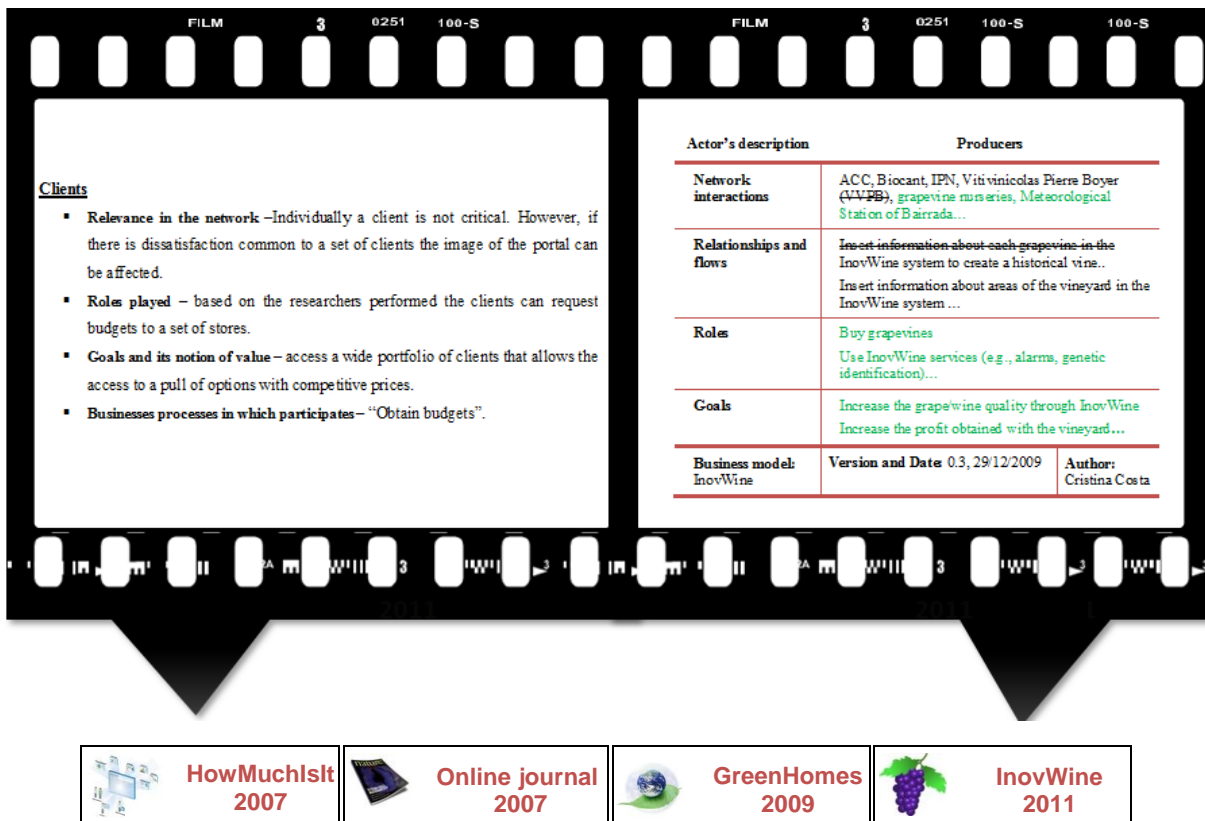 FILM 3 0251 100-S
FILM 3 0251 100-S 100-S
Clients
▪ Relevance in the network –Individually a client is not critical. However, if
there is dissatisfaction common to a set of clients the image of the portal can
be affected.
▪ Roles played – based on the researchers performed the clients can request
budgets to a set of stores.
▪ Goals and its notion of value – access a wide portfolio of clients that allows the
access to a pull of options with competitive prices.
▪ Businesses processes in which participates – “Obtain budgets”.
Actor’s description Producers
Network interactions
ACC, Biocant, IPN, Vitivinicolas Pierre Boyer
(VVPB), grapevine nurseries, Meteorological
Station of Bairrada…
Relationships and
flows
Insert information about each grapevine in the
InovWine system to create a historical vine..
Insert information about areas of the vineyard in the
InovWine system …
Roles
Buy grapevines
Use InovWine services (e.g., alarms, genetic
identification)…
Goals
Increase the grape/wine quality through InovWine
Increase the profit obtained with the vineyard…
Business model:
InovWine
Version and Date: 0.3, 29/12/2009
Author:
Cristina Costa
2A 3 3
2A 3 3
2011
2011
HowMuchIsIt
2007
Online journal
2007
GreenHomes
2009
InovWine
2011